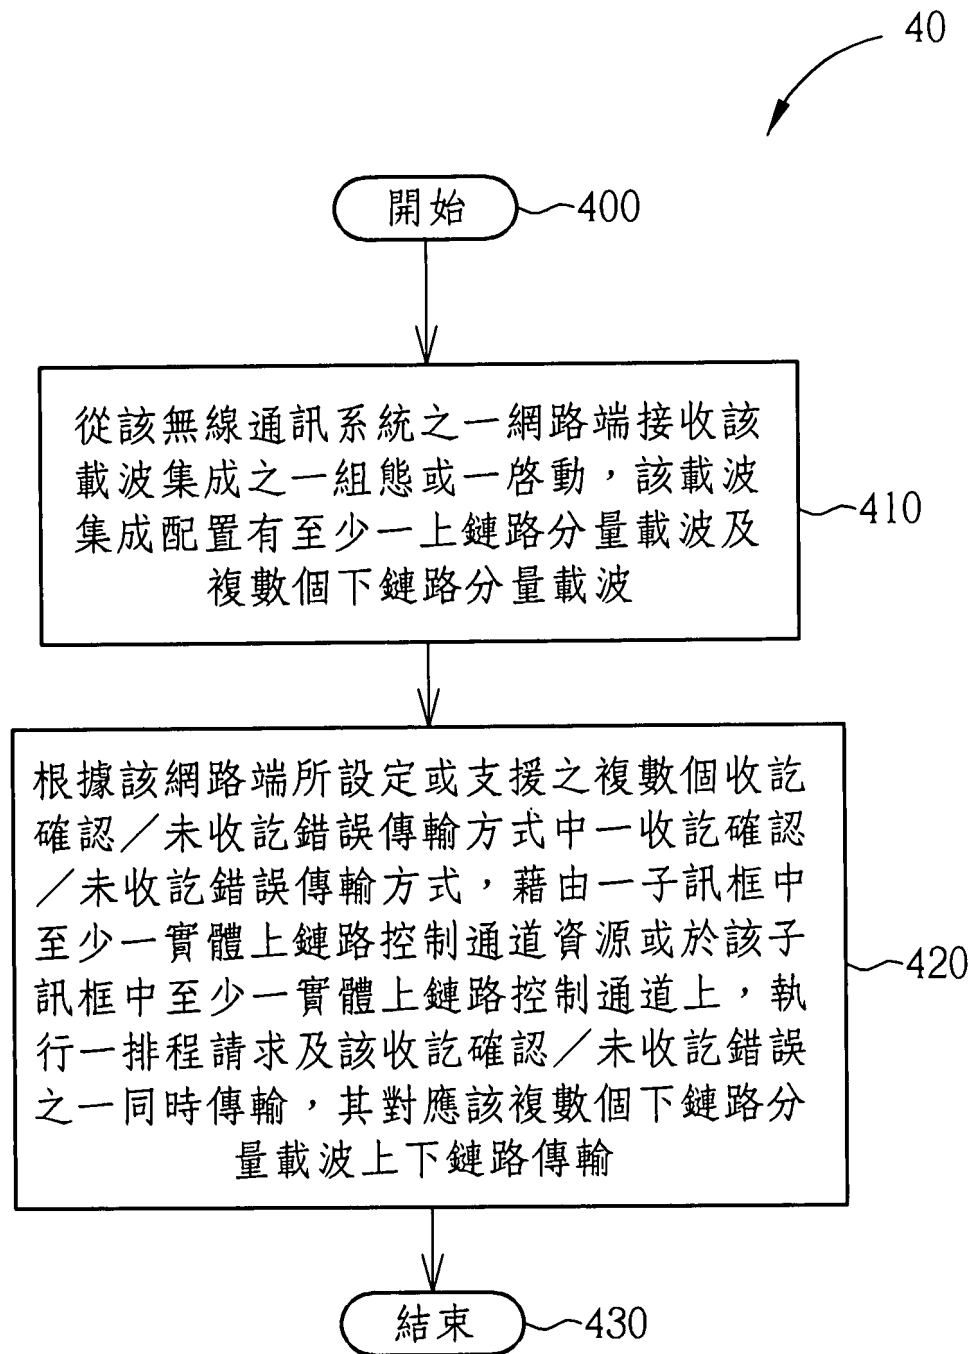 40
開始
400
從該無線通訊系統之一網路端接收該
載波集成之一組態或一啓動，該載波
集成配置有至少一上鏈路分量載波及
複數個下鏈路分量載波
410
根據該網路端所設定或支援之複數個收訖
確認／未收訖錯誤傳輸方式中一收訖確認
／未收訖錯誤傳輸方式，藉由一子訊框中
至少一實體上鏈路控制通道資源或於該子
訊框中至少一實體上鏈路控制通道上，執
行一排程請求及該收訖確認／未收訖錯誤
之一同時傳輸，其對應該複數個下鏈路分
量載波上下鏈路傳輸
420
結束
430